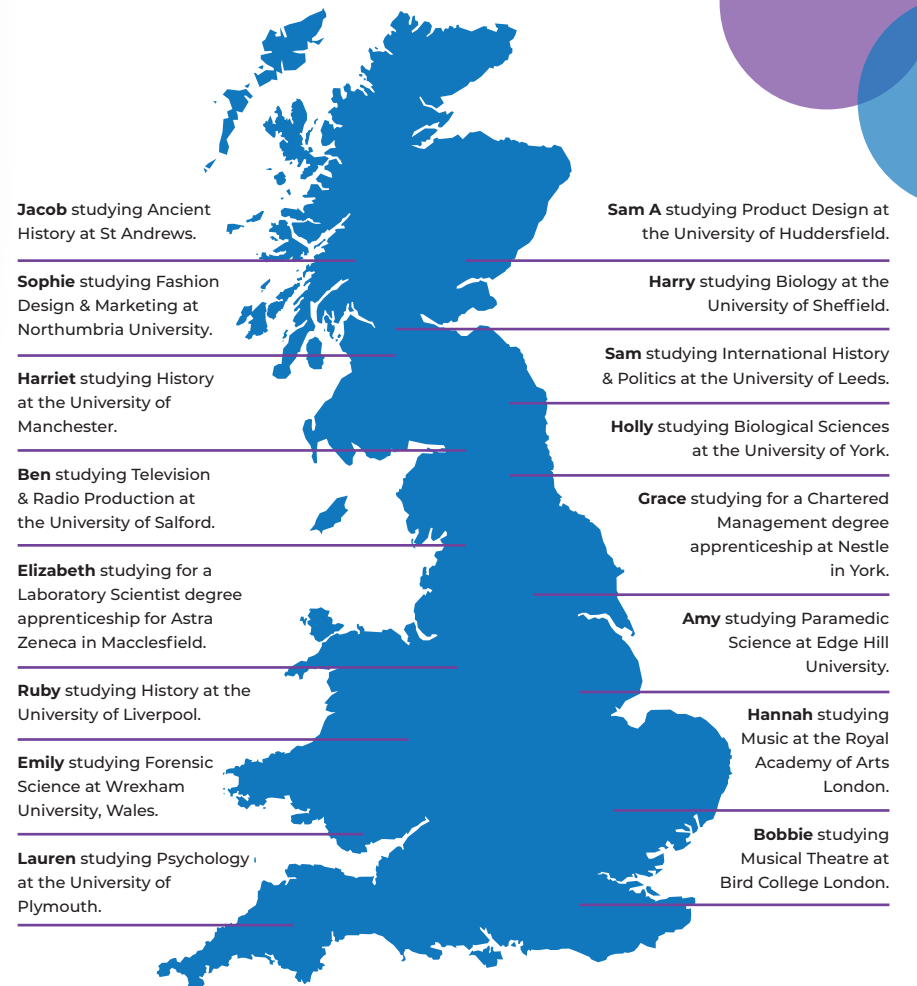 Jacob studying Ancient
History at St Andrews.
Sophie studying Fashion
Design & Marketing at
Northumbria University.
Harriet studying History
at the University of
Manchester.
Ben studying Television
& Radio Production at
the University of Salford.
Elizabeth studying for a
Laboratory Scientist degree
apprenticeship for Astra
Zeneca in Macclesfield.
Ruby studying History at the
University of Liverpool.
Emily studying Forensic
Science at Wrexham
University, Wales.
Lauren studying Psychology
at the University of
Plymouth.
Sam A studying Product Design at
the University of Huddersfield.
Harry studying Biology at the
University of Sheffield.
Sam studying International History
& Politics at the University of Leeds.
Holly studying Biological Sciences
at the University of York.
Grace studying for a Chartered
Management degree
apprenticeship at Nestle
in York.
Amy studying Paramedic
Science at Edge Hill
University.
Hannah studying
Music at the Royal
Academy of Arts
London.
Bobbie studying
Musical Theatre at
Bird College London.